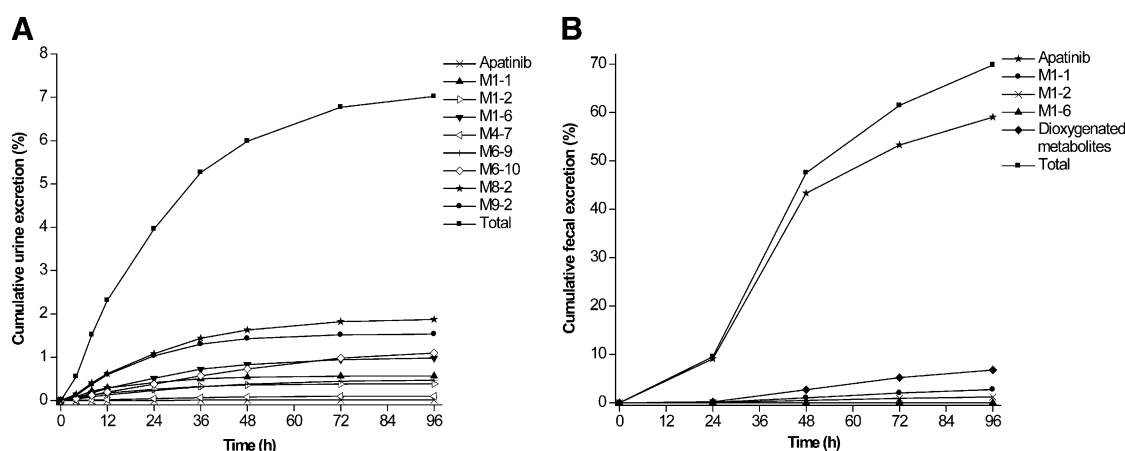 A
8
7
6
5
4
3
2
1
0
Cumulative urine excretion (%)
0 12 24 36 48 60 72 84 96
Time (h)
Apatinib
M1-1
M1-2
M1-6
M4-7
M6-9
M6-10
M8-2
M9-2
Total
B
70
60
50
40
30
20
10
0
Cumulative fecal excretion (%)
0 12 24 36 48 60 72 84 96
Time (h)
Apatinib
M1-1
M1-2
M1-6
Dioxygenated
metabolites
Total